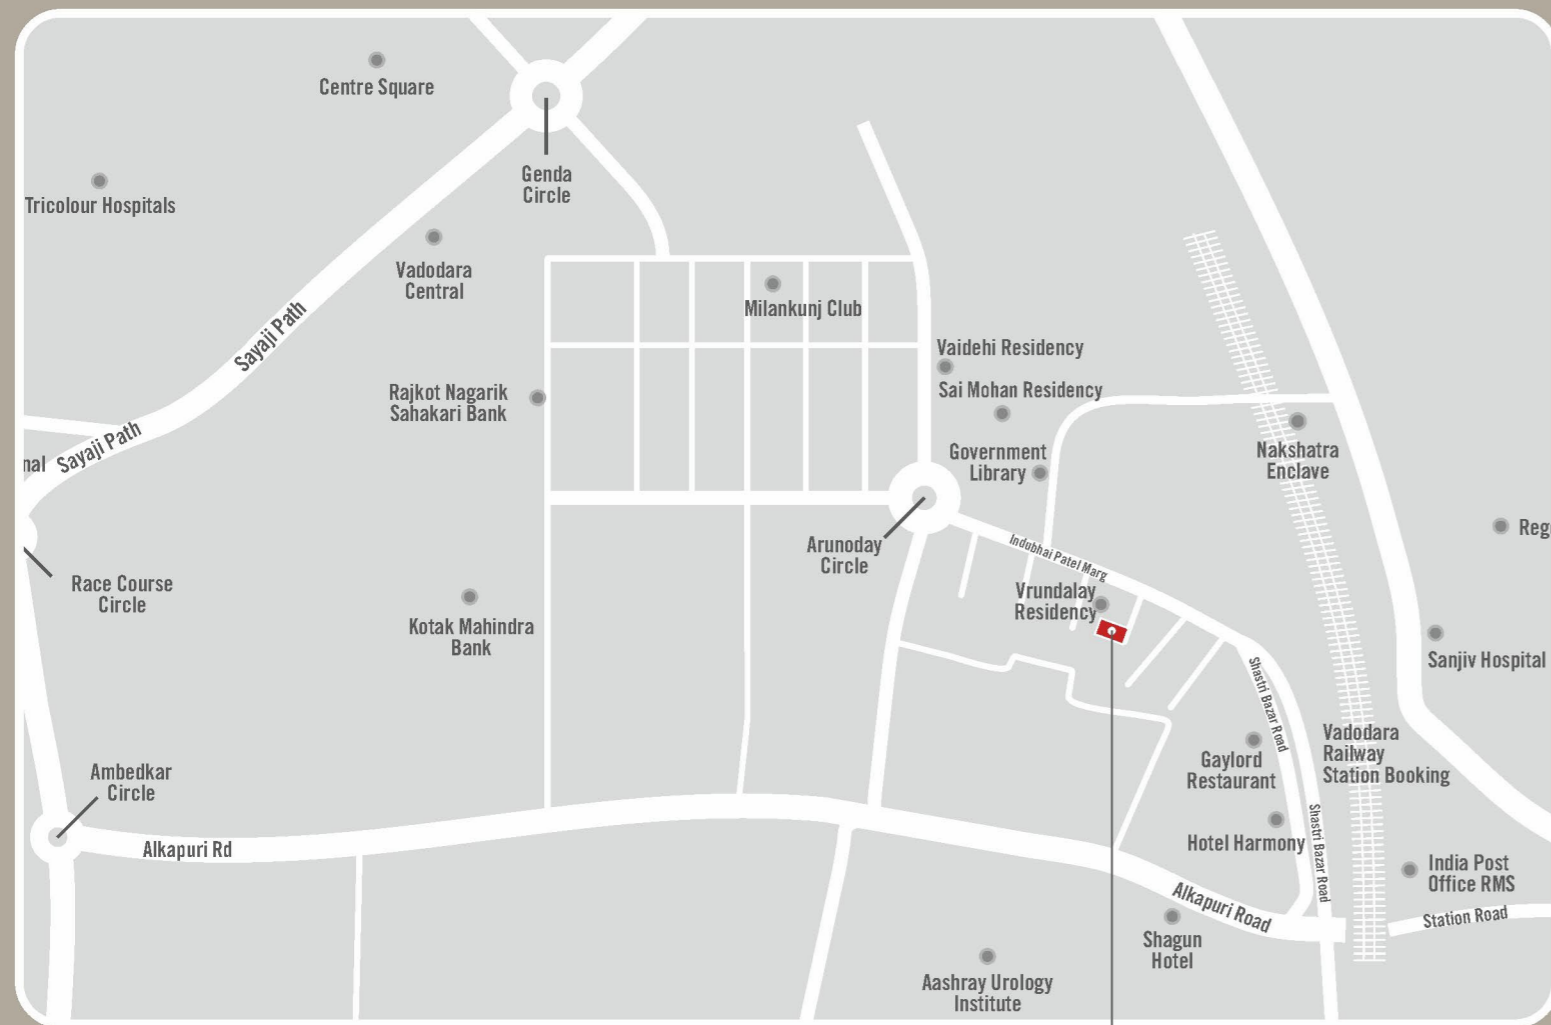 Centre Square
Genda
Circle
Tricolour Hospitals
Vadodara
Central
Sayaji Path
Milankunj Club
Vaidehi Residency
Sai Mohan Residency
Rajkot Nagarik
Sahakari Bank
Sayaji Path
nal
Government
Library
Nakshatra
Enclave
Arunoday
Circle
Indubhai Patel Marg
Reg
Race Course
Circle
Vrundalay
Residency
Kotak Mahindra
Bank
Sanjiv Hospital
Shastri Bazar Road
Vadodara
Railway
Station Booking
Gaylord
Restaurant
Ambedkar
Circle
Alkapuri Rd
Hotel Harmony
Shastri Bazar Road
India Post
Office RMS
Alkapuri Road
Station Road
Shagun
Hotel
Aashray Urology
Institute